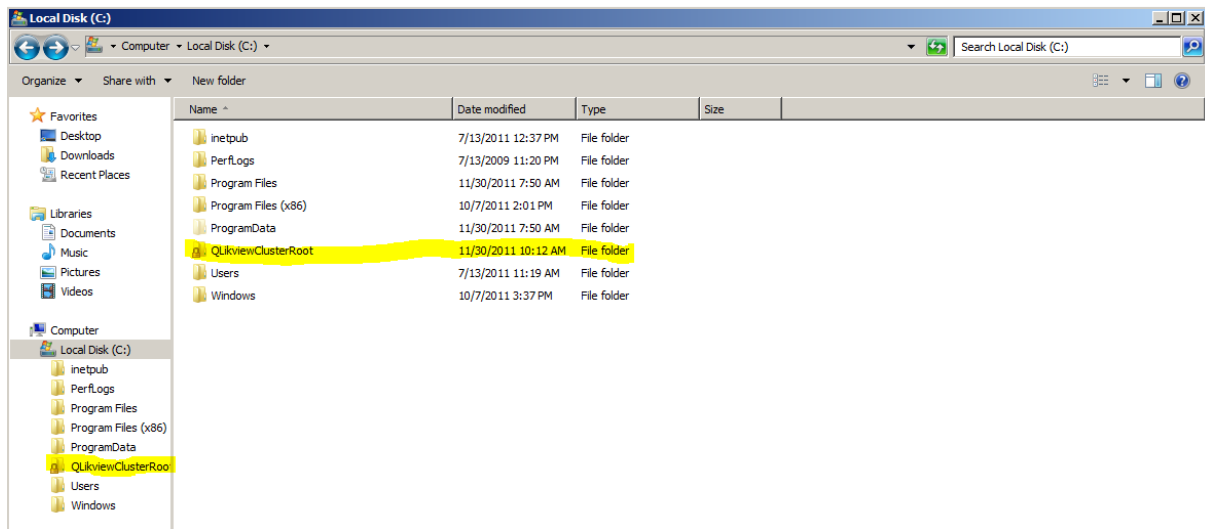 Local Disk (C:)
Computer Local Disk (C:) Search Local Disk (C:)
Organize Share with New folder
Favorites
Desktop
Downloads
Recent Places
Libraries
Documents
Music
Pictures
Videos
Computer
Local Disk (C:)
inetpub
PerfLogs
Program Files
Program Files (x86)
ProgramData
QLikviewClusterRoo
Users
Windows
Name Date modified Type Size
inetpub 7/13/2011 12:37 PM File folder
PerfLogs 7/13/2009 11:20 PM File folder
Program Files 11/30/2011 7:50 AM File folder
Program Files (x86) 10/7/2011 2:01 PM File folder
ProgramData 11/30/2011 7:50 AM File folder
QLikviewClusterRoot 11/30/2011 10:12 AM File folder
Users 7/13/2011 11:19 AM File folder
Windows 10/7/2011 3:37 PM File folder